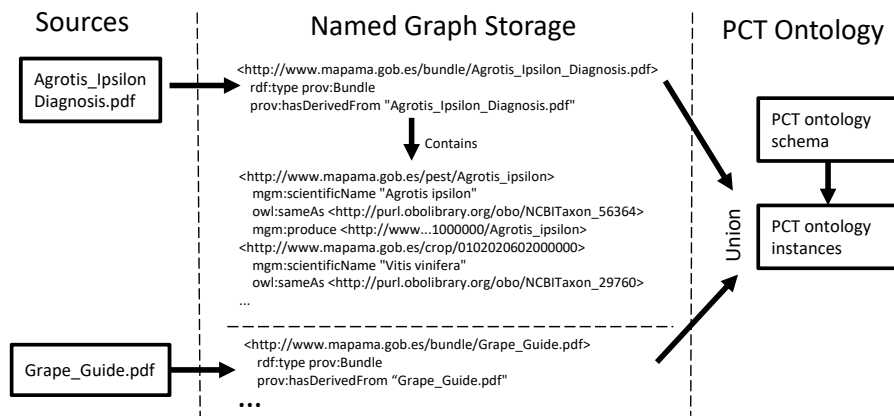 Sources
Named Graph Storage
PCT Ontology
Agrotis_Ipsilon
Diagnosis.pdf
<http://www.mapama.gob.es/bundle/Agrotis_Ipsilon_Diagnosis.pdf>
rdf:type prov:Bundle
prov:hasDerivedFrom "Agrotis_Ipsilon_Diagnosis.pdf"
Contains
<http://www.mapama.gob.es/pest/Agrotis_ipsilon>
mgm:scientificName "Agrotis ipsilon"
owl:sameAs <http://purl.obolibrary.org/obo/NCBITaxon_56364>
mgm:produce <http://www...1000000/Agrotis_ipsilon>
<http://www.mapama.gob.es/crop/0102020602000000>
mgm:scientificName "Vitis vinifera"
owl:sameAs <http://purl.obolibrary.org/obo/NCBITaxon_29760>
...
Grape_Guide.pdf
<http://www.mapama.gob.es/bundle/Grape_Guide.pdf>
rdf:type prov:Bundle
prov:hasDerivedFrom “Grape_Guide.pdf"
...
Union
PCT ontology
schema
PCT ontology
instances